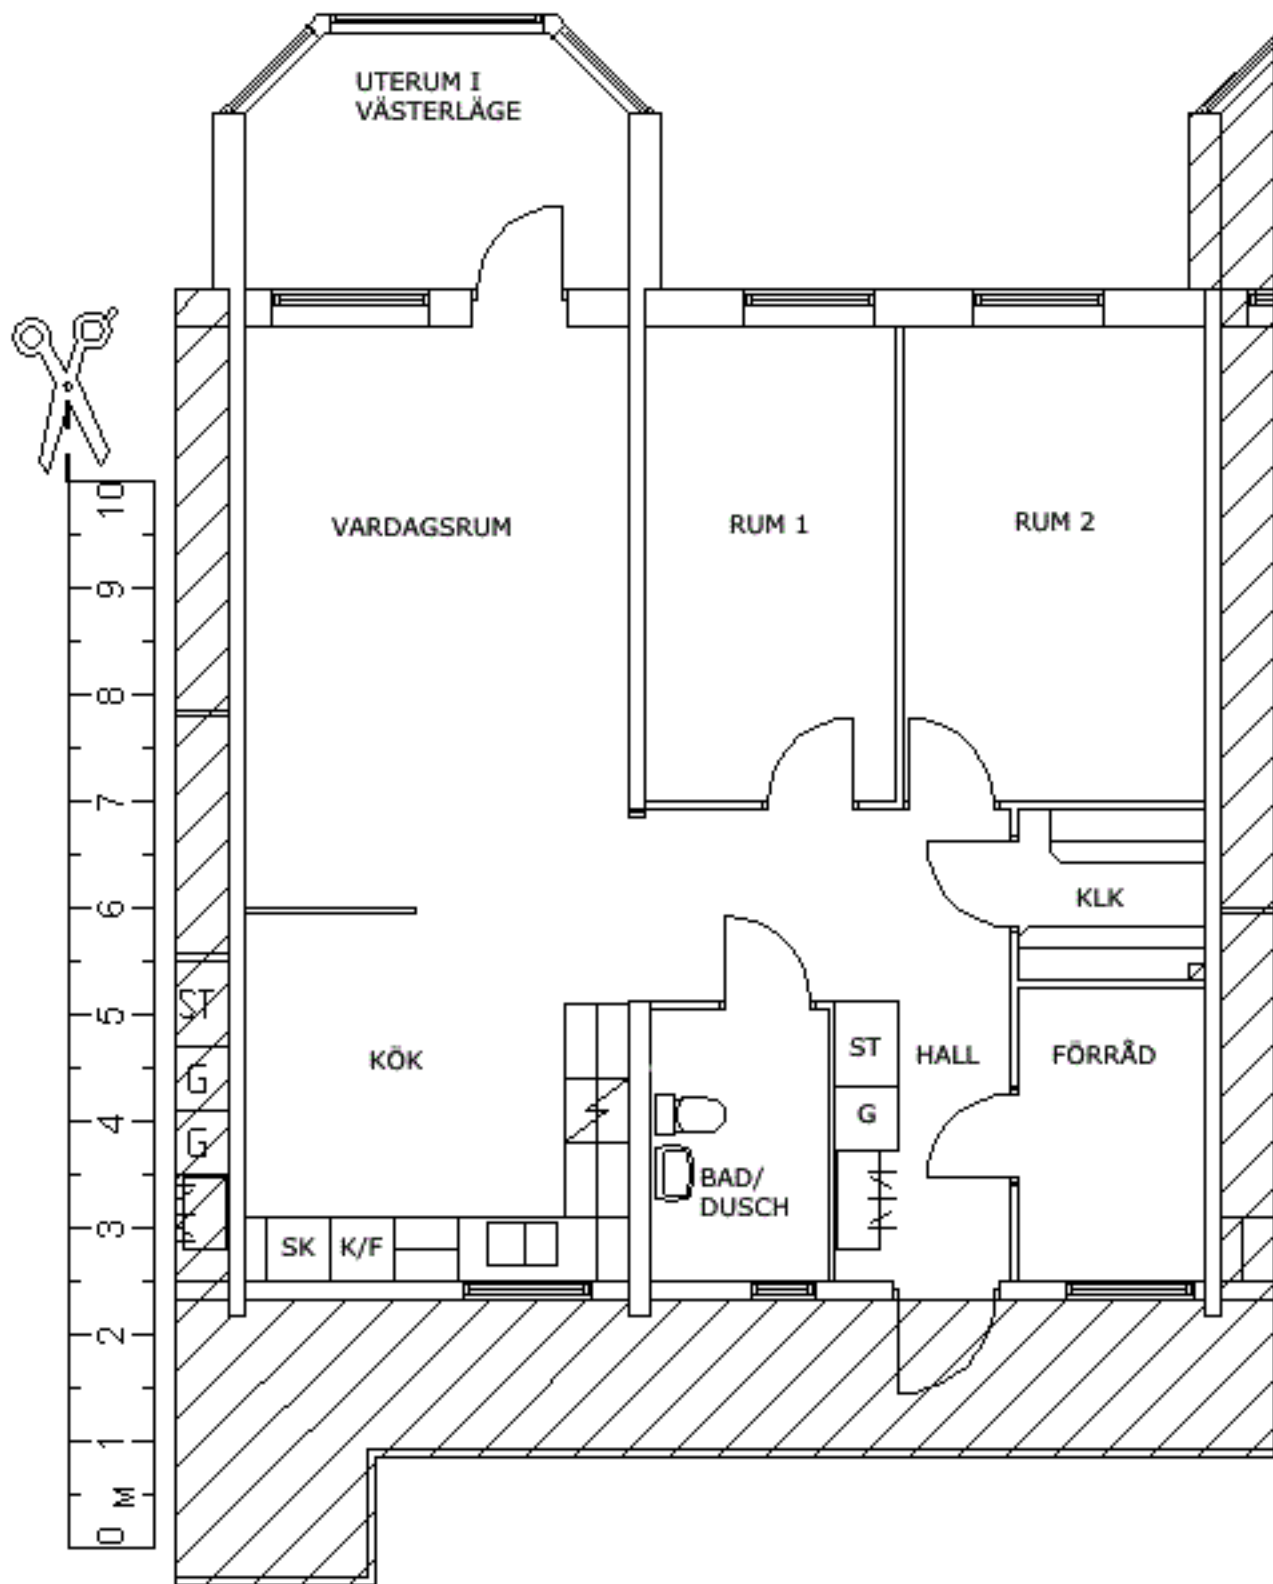 UTERUM I
VÄSTERLÄGE
VARDAGSRUM
RUM 1
RUM 2
KLK
KÖK
ST
G
HALL
FÖRRÅD
BAD/
DUSCH
SK
K/F
ST
G
G
10
9
8
7
6
5
4
3
2
1
M
0